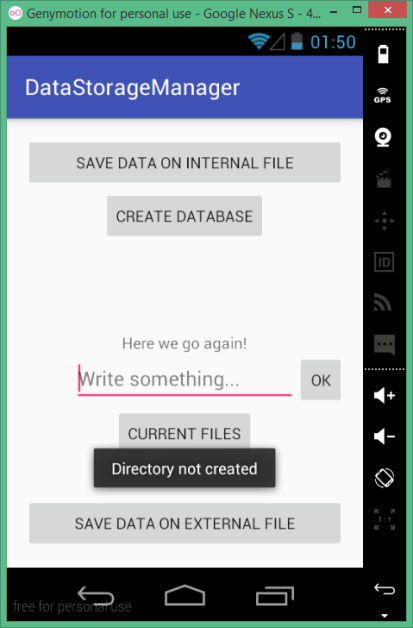 Genymotion for personal use - Google Nexus S - 4...
01:50
DataStorageManager
GPS
SAVE DATA ON INTERNAL FILE
CREATE DATABASE
ID
Here we go again!
Write something...
OK
CURRENT FILES
Directory not created
SAVE DATA ON EXTERNAL FILE
1:1
free for personal use